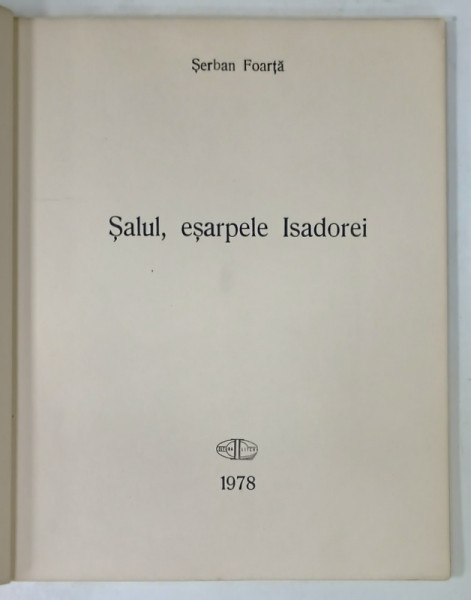 Șerban Foarță
Șalul, eșarpele Isadorei
1978